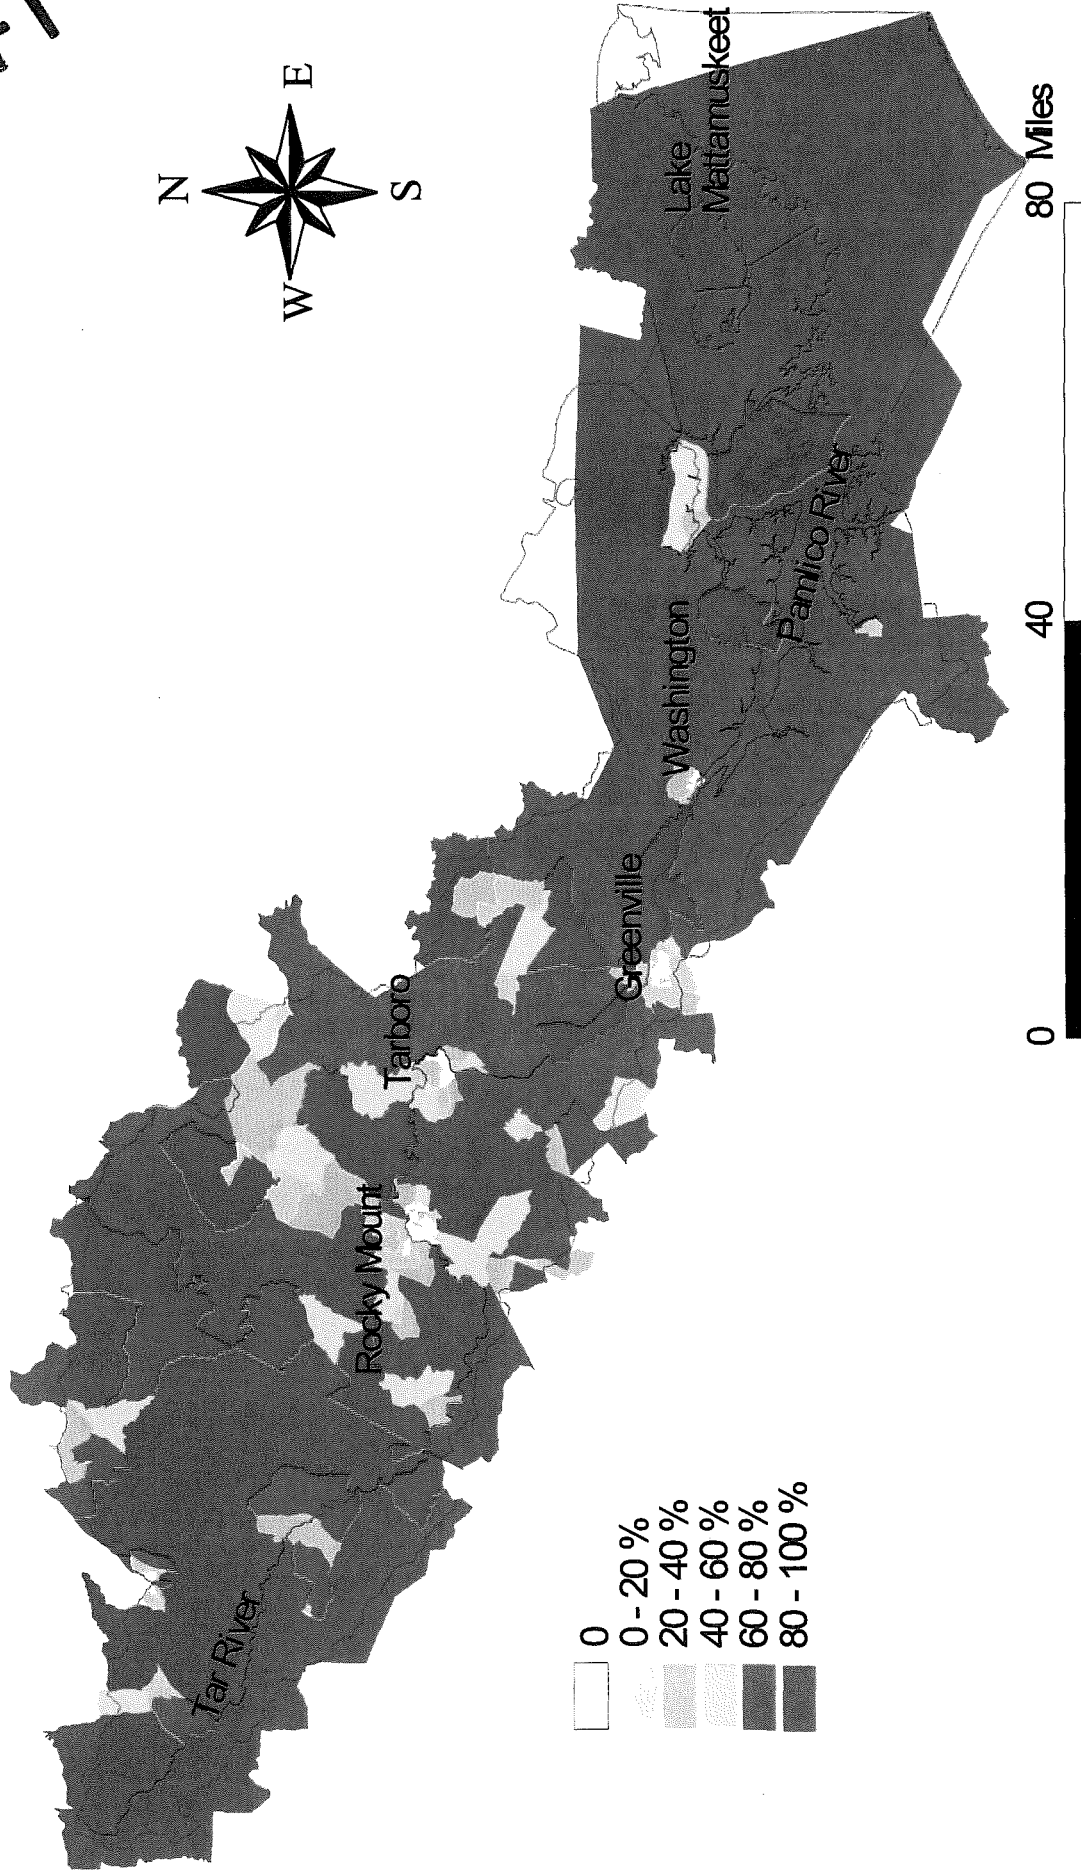 N
W
E
S
Tar River
Rocky Mount
Tarboro
Greenville
Washington
Pamlico River
Lake
Mattamuskeet
0
0 - 20 %
20 - 40 %
40 - 60 %
60 - 80 %
80 - 100 %
0
40
80 Miles